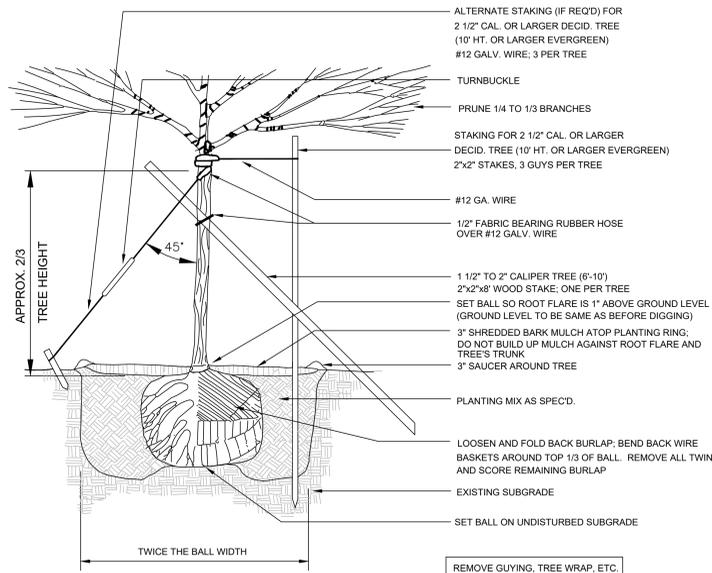 ALTERNATE STAKING (IF REQ'D) FOR
2 1/2" CAL. OR LARGER DECID. TREE
(10' HT. OR LARGER EVERGREEN)
#12 GALV. WIRE; 3 PER TREE
TURNBUCKLE
PRUNE 1/4 TO 1/3 BRANCHES
STAKING FOR 2 1/2" CAL. OR LARGER
DECID. TREE (10' HT. OR LARGER EVERGREEN)
2"x2" STAKES, 3 GUYS PER TREE
#12 GA. WIRE
1/2" FABRIC BEARING RUBBER HOSE
OVER #12 GALV. WIRE
45°
APPROX. 2/3
TREE HEIGHT
1 1/2" TO 2" CALIPER TREE (6'-10')
2"x2"x8' WOOD STAKE; ONE PER TREE
SET BALL SO ROOT FLARE IS 1" ABOVE GROUND LEVEL
(GROUND LEVEL TO BE SAME AS BEFORE DIGGING)
3" SHREDDED BARK MULCH ATOP PLANTING RING;
DO NOT BUILD UP MULCH AGAINST ROOT FLARE AND
TREE'S TRUNK
3" SAUCER AROUND TREE
PLANTING MIX AS SPEC'D.
LOOSEN AND FOLD BACK BURLAP; BEND BACK WIRE
BASKETS AROUND TOP 1/3 OF BALL. REMOVE ALL TWIN
AND SCORE REMAINING BURLAP
EXISTING SUBGRADE
SET BALL ON UNDISTURBED SUBGRADE
TWICE THE BALL WIDTH
REMOVE GUYING, TREE WRAP, ETC.